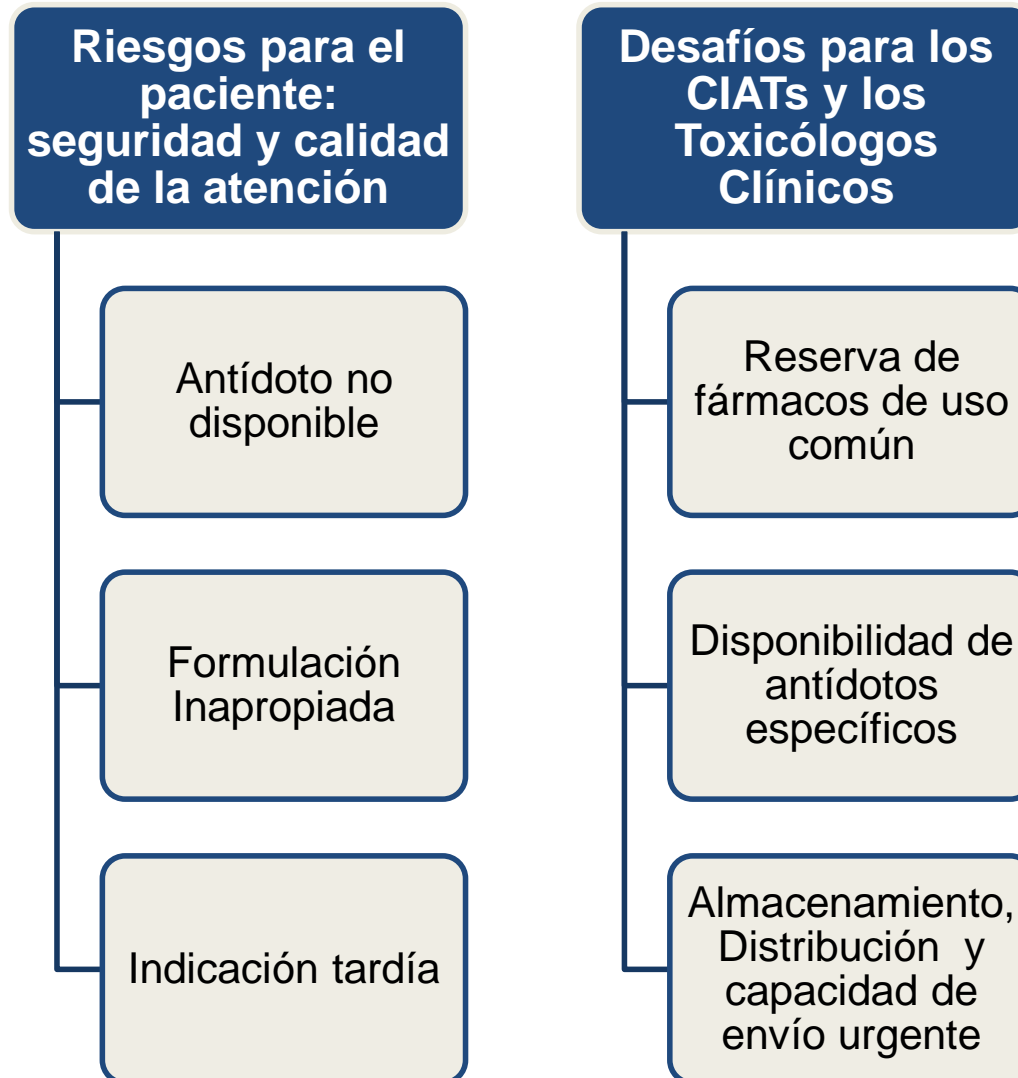 Riesgos para el
paciente:
seguridad y calidad
de la atención
Antídoto no
disponible
Formulación
Inapropiada
Indicación tardía
Desafíos para los
CIATs y los
Toxicólogos
Clínicos
Reserva de
fármacos de uso
común
Disponibilidad de
antídotos
específicos
Almacenamiento,
Distribución y
capacidad de
envío urgente